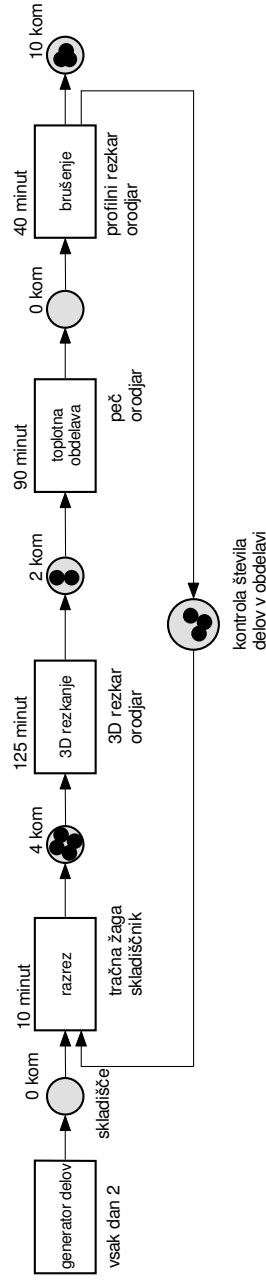 generator delov
vsak dan 2
0 kom
skladišče
10 minut
razrez
tračna žaga
skladiščnik
4 kom
125 minut
3D rezkanje
3D rezkar
orodjar
2 kom
90 minut
toplotna
obdelava
peč
orodjar
0 kom
40 minut
brušenje
profilni rezkar
orodjar
10 kom
kontrola števila
delov v obdelavi